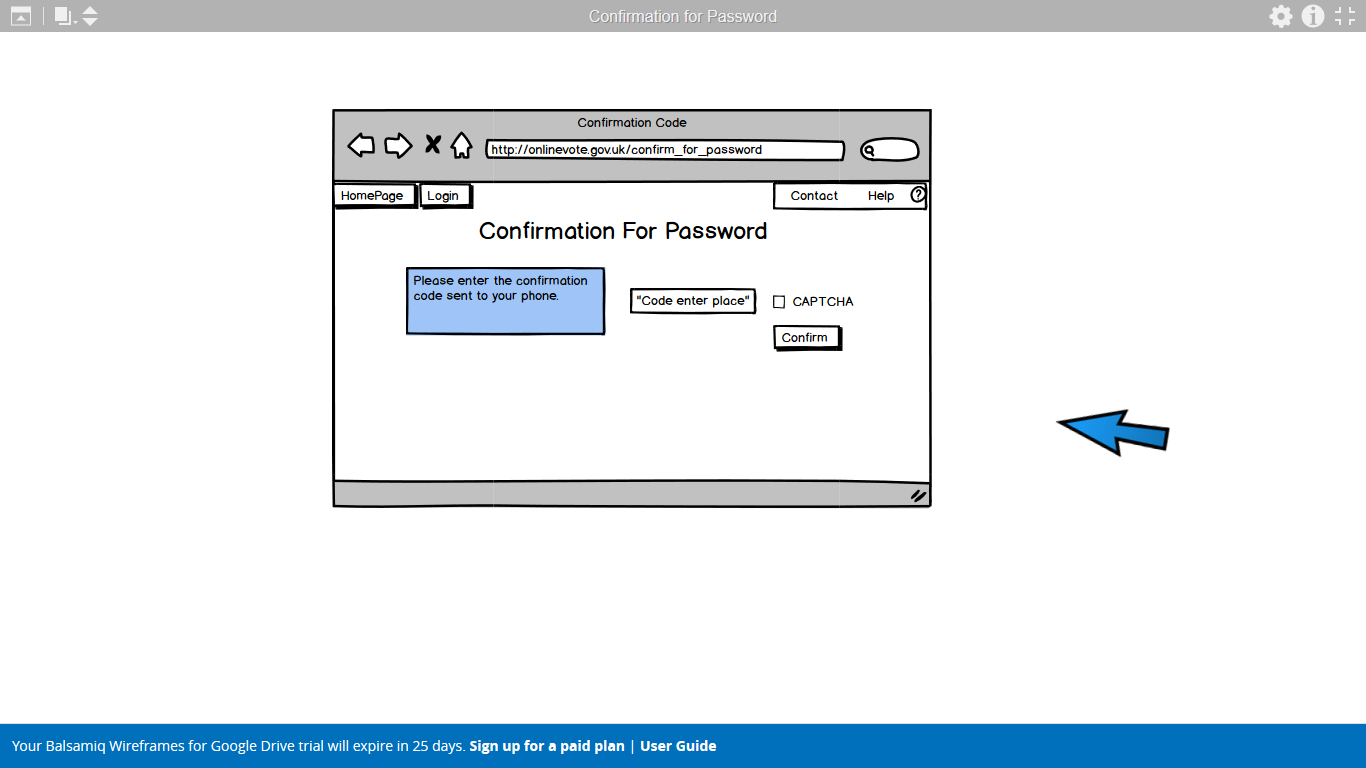 Confirmation for Password
Confirmation Code
http://onlinevote.gov.uk/confirm_for_password
HomePage Login Contact Help ?
Confirmation For Password
Please enter the confirmation
code sent to your phone.
"Code enter place" CAPTCHA
Confirm
Your Balsamiq Wireframes for Google Drive trial will expire in 25 days. Sign up for a paid plan | User Guide